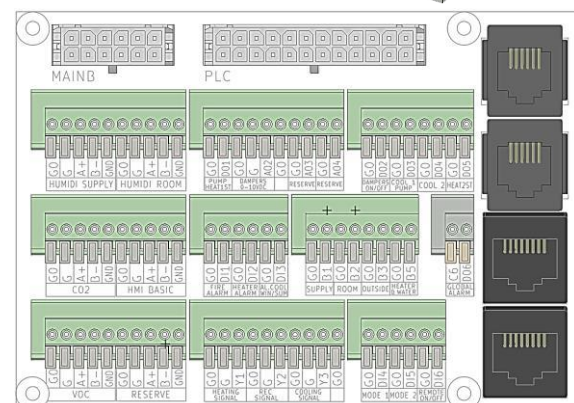 MAINB PLC
G0 G A+ B- GND G0 G A+ B- GND
HUMIDI SUPPLY HUMIDI ROOM
G0 DO1 G0 G AO2 G0 G0 AO3 G0 AO4
PUMP HEAT1ST DAMPERS 0-10VDC RESERVE RESERVE
G0 DO2 G0 DO3 G0 DO4 G0 DO5
DAMPERS ON/OFF COOL 1 PUMP COOL 2 HEAT2ST
G0 G A+ B- GND G0 G A+ B- GND
CO2 HMI BASIC
G0 DI1 G0 DI2 G0 DI3
FIRE ALARM HEATER ALARM AL.COOL WIN/SUM
G0 B1 G0 B2 G0 B3 G0 B5
SUPPLY ROOM OUTSIDE HEATER WATER
C6 DO6
GLOBAL ALARM
G0 G A+ B- GND G0 G A+ B- GND
VOC RESERVE
G0 G Y1 G0 G Y2 G0 G Y3 G0
HEATING SIGNAL REC SIGNAL COOLING SIGNAL
G0 DI4 G0 DI5 G0 DI6
MODE 1 MODE 2 REMOTE ON/OFF